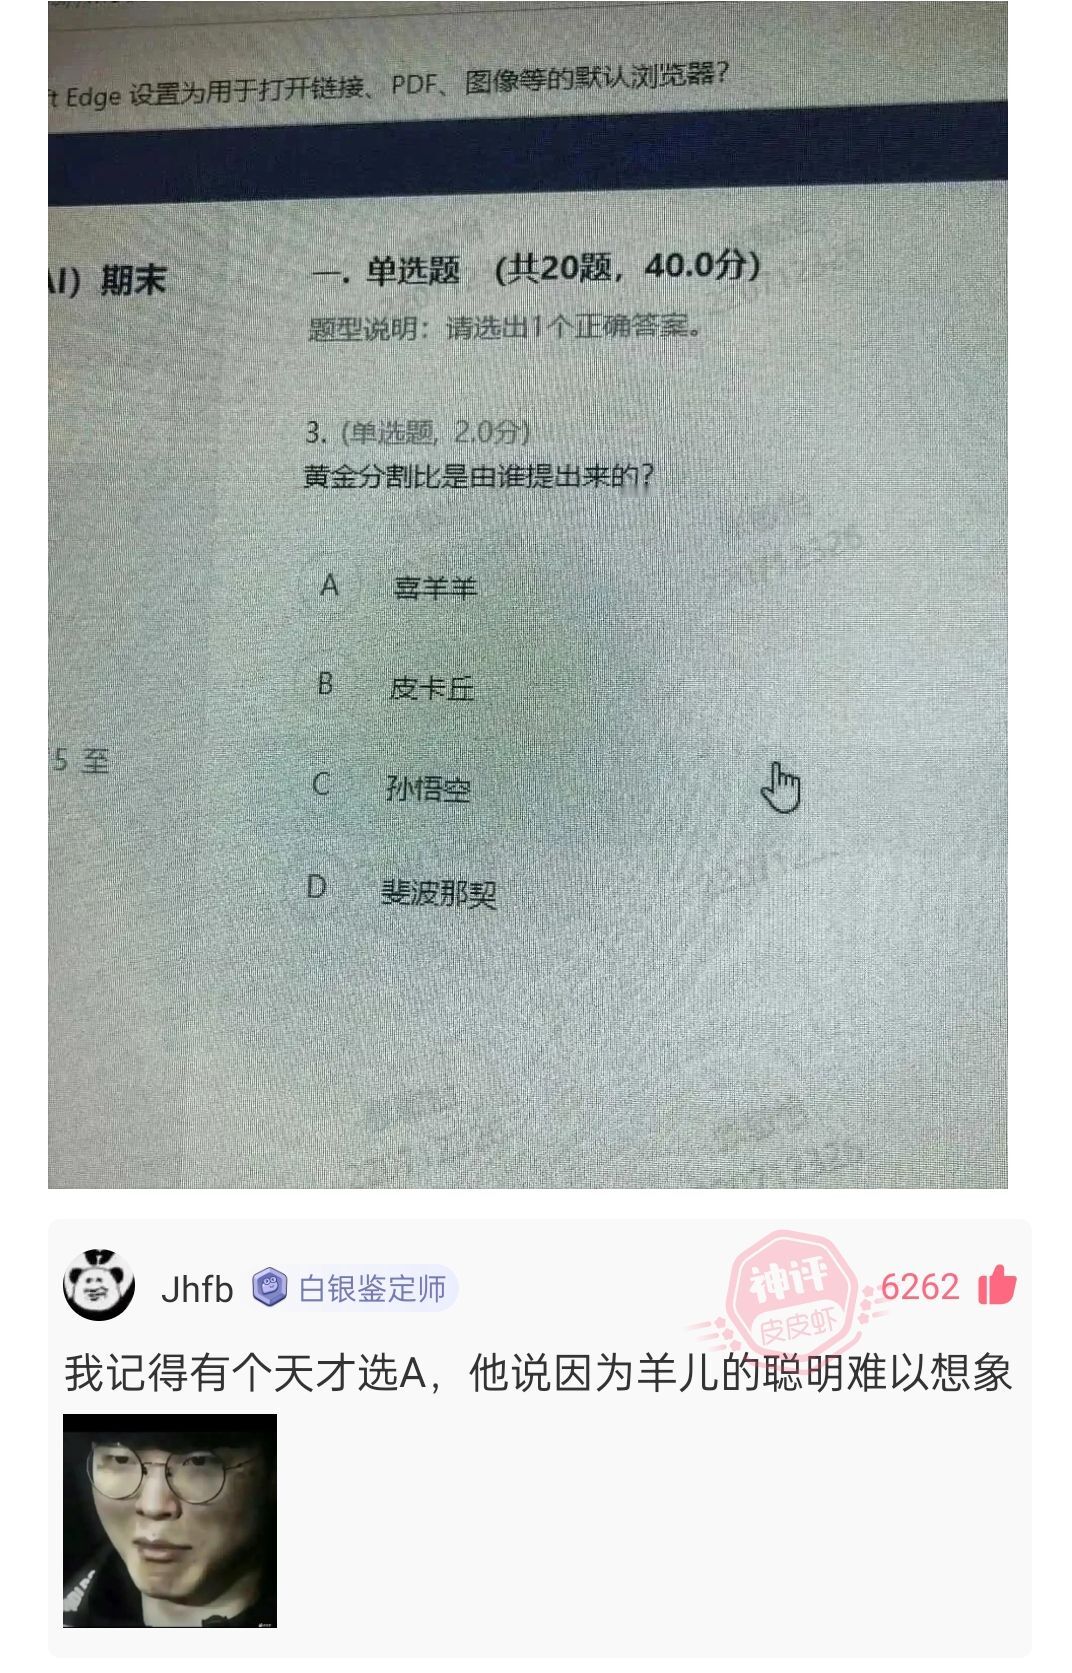 t Edge 设置为用于打开链接、PDF、图像等的默认浏览器？
AI）期末
一. 单选题 （共20题，40.0分）
题型说明：请选出1个正确答案。
3. (单选题, 2.0分)
黄金分割比是由谁提出来的？
A 喜羊羊
B 皮卡丘
5 至
C 孙悟空
D 斐波那契
Jhfb 白银鉴定师
神评
皮皮虾
6262
我记得有个天才选A，他说因为羊儿的聪明难以想象